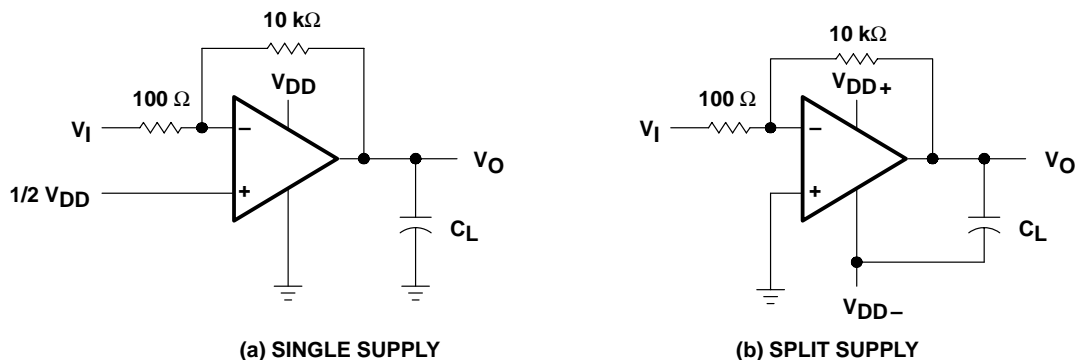 10 kΩ
VDD
100 Ω
VI
−
+
1/2 VDD
VO
CL
(a) SINGLE SUPPLY
10 kΩ
VDD+
100 Ω
VI
−
+
VO
CL
VDD−
(b) SPLIT SUPPLY